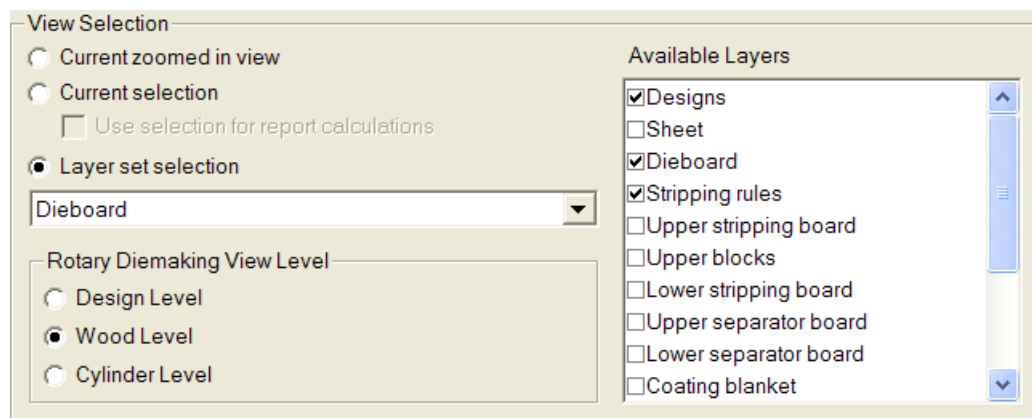 View Selection
Current zoomed in view
Current selection
Use selection for report calculations
Layer set selection
Dieboard
Rotary Diemaking View Level
Design Level
Wood Level
Cylinder Level
Available Layers
Designs
Sheet
Dieboard
Stripping rules
Upper stripping board
Upper blocks
Lower stripping board
Upper separator board
Lower separator board
Coating blanket